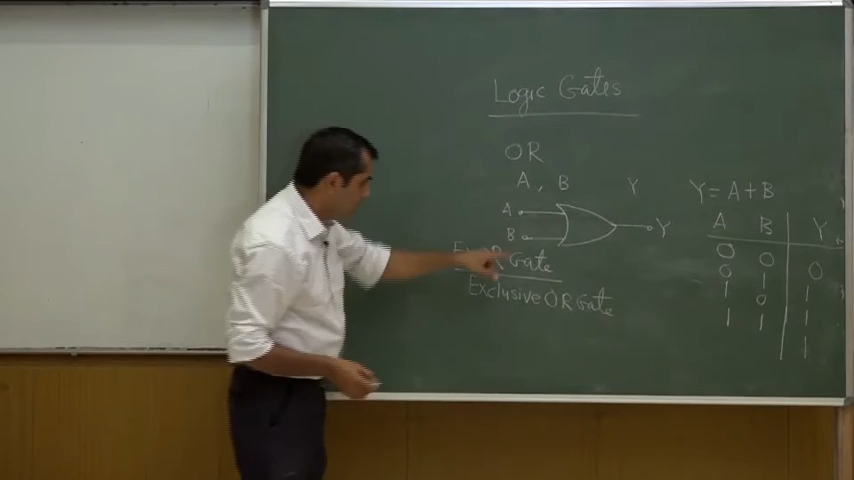 Logic Gates
OR
A, B Y
Y = A + B
A
B
Y
OR Gate
Exclusive OR Gate
A B Y
0 0
0 1 0
1 0 1
1 1 1
1